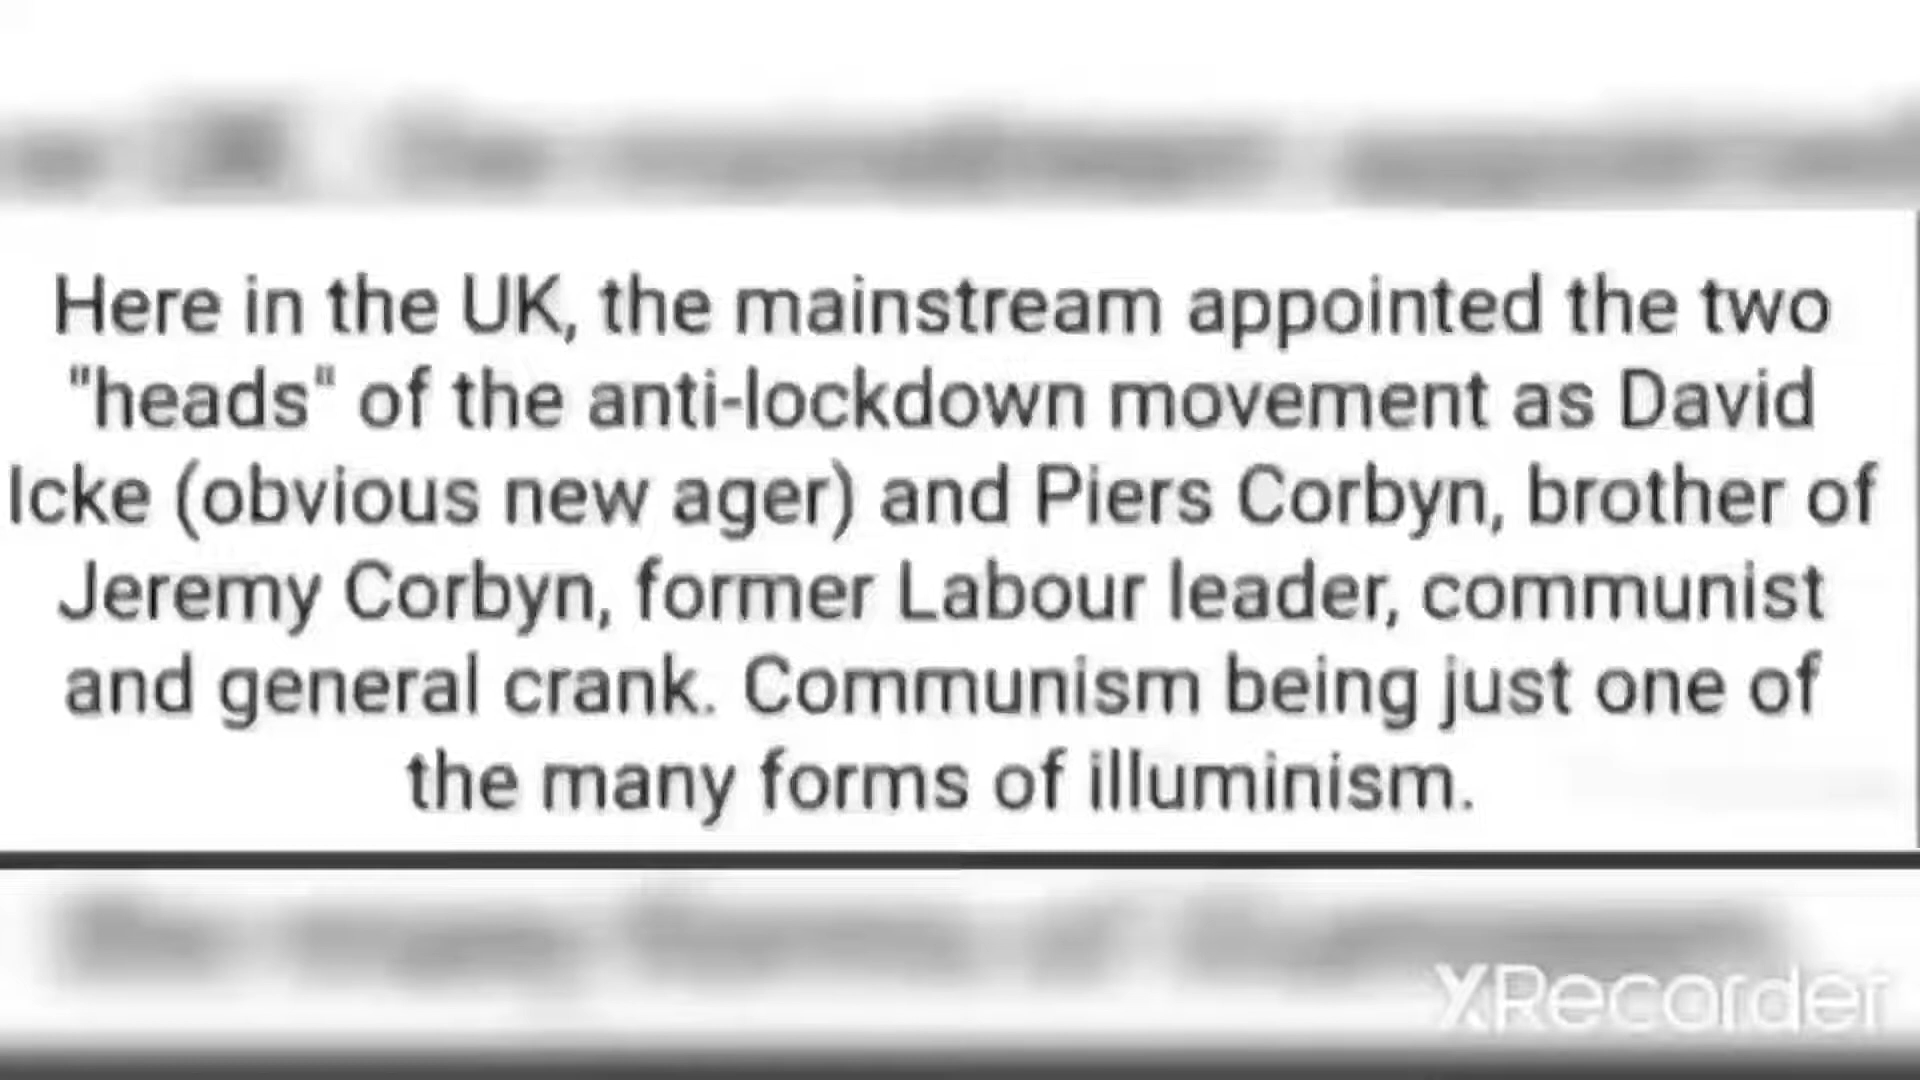 Here in the UK, the mainstream appointed the two
"heads" of the anti-lockdown movement as David
Icke (obvious new ager) and Piers Corbyn, brother of
Jeremy Corbyn, former Labour leader, communist
and general crank. Communism being just one of
the many forms of illuminism.
XRecorder